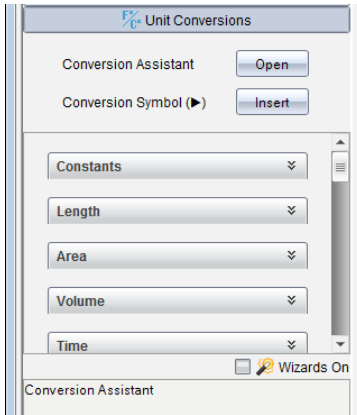 F°/C° Unit Conversions
Conversion Assistant Open
Conversion Symbol (►) Insert
Constants
Length
Area
Volume
Time
Wizards On
Conversion Assistant